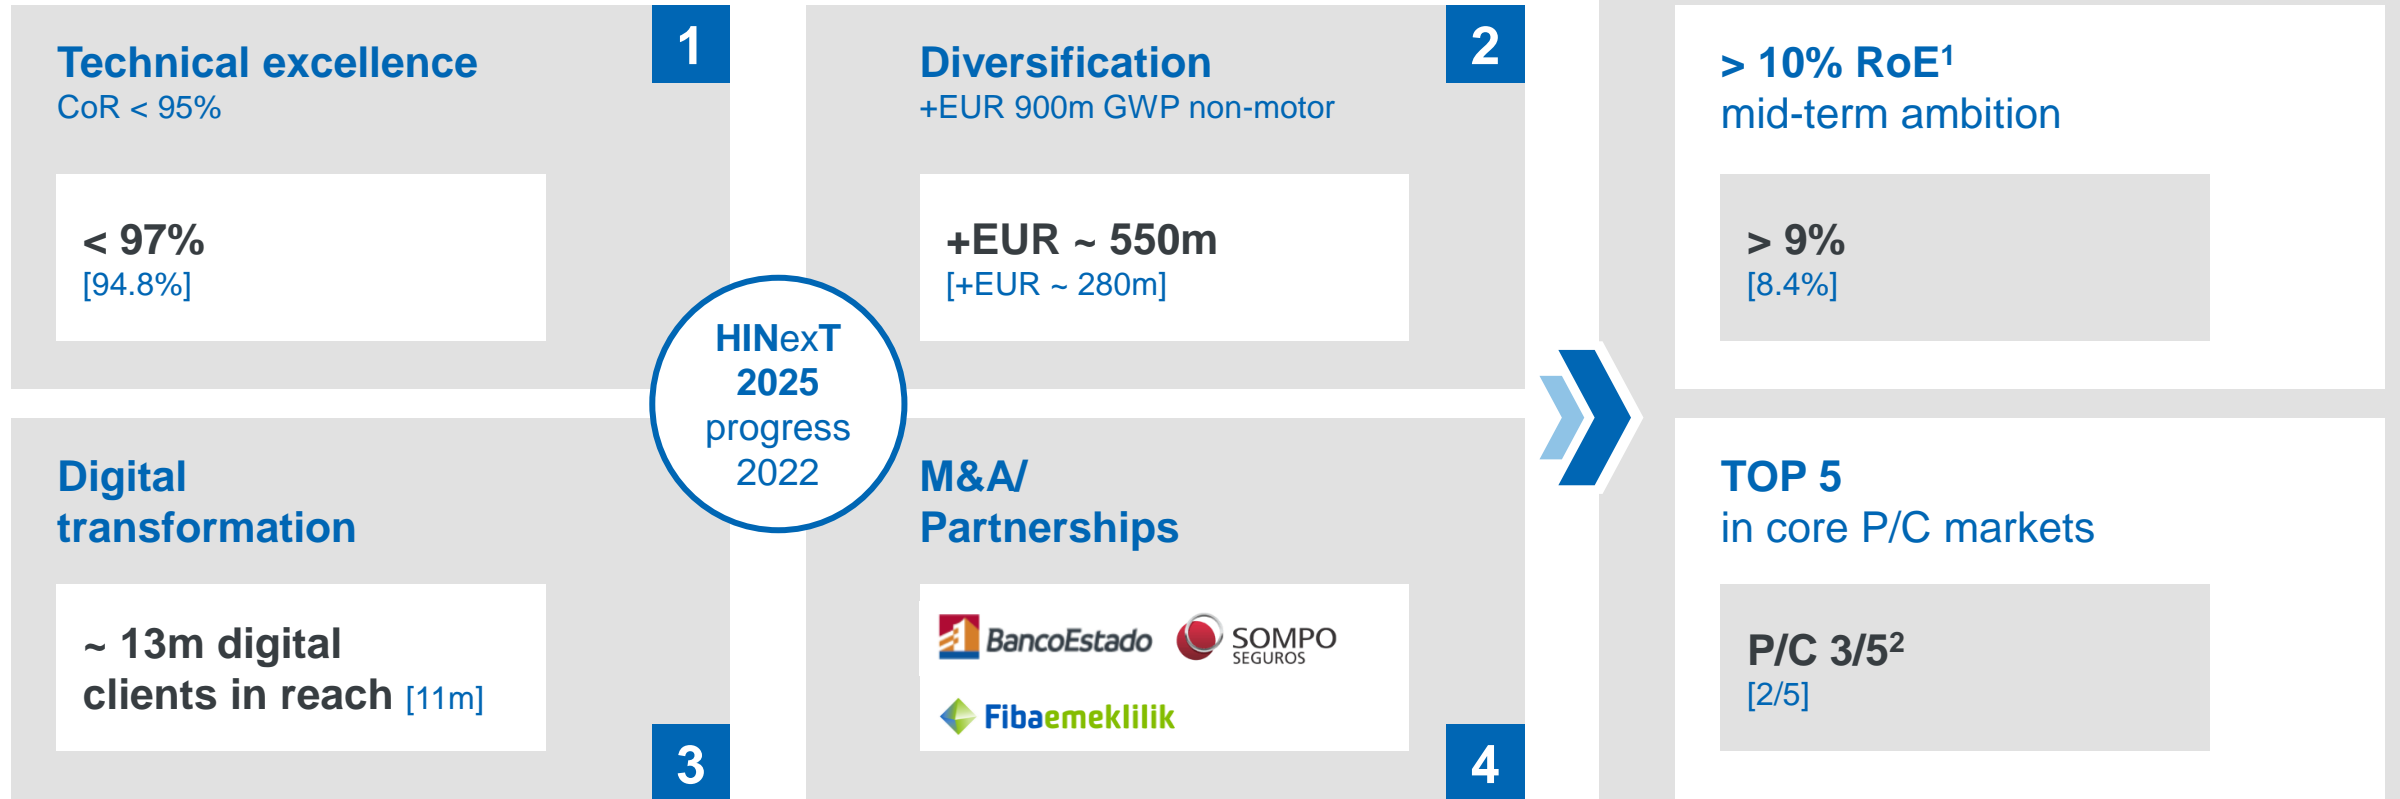 Technical excellence
CoR < 95%
1
< 97%
[94.8%]
Diversification
+EUR 900m GWP non-motor
2
+EUR ~ 550m
[+EUR ~ 280m]
HINexT
2025
progress
2022
Digital
transformation
~ 13m digital
clients in reach [11m]
3
M&A/
Partnerships
BancoEstado
SOMPO
SEGUROS
Fibaemeklilik
4
> 10% RoE¹
mid-term ambition
> 9%
[8.4%]
TOP 5
in core P/C markets
P/C 3/5²
[2/5]